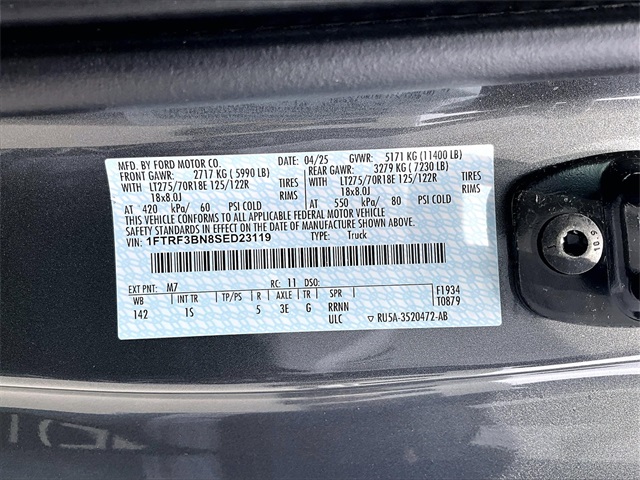 MFD. BY FORD MOTOR CO. 04/25 GVWR: 5171 KG (11400 LB)
FRONT GAWR: 2717 KG (5990 LB) REAR GAWR: 3279 KG (7230 LB)
WITH LT275/70R18E 125/122R TIRES WITH LT275/70R18E 125/122R TIRES
18x8.0J RIMS 18x8.0J RIMS
AT 420 kPa/ 60 PSI COLD AT 550 kPa/ 80 PSI COLD
THIS VEHICLE CONFORMS TO ALL APPLICABLE FEDERAL MOTOR VEHICLE
SAFETY STANDARDS IN EFFECT ON THE DATE OF MANUFACTURE SHOWN ABOVE.
VIN: 1FTRF3BN8SED23119 TYPE: Truck
EXT PNT: M7 RC: 11 DSO: F1934
WB INT TR TP/PS R AXLE TR SPR T0879
142 1S 5 3E G RRNN
ULC ▽ RU5A-3520472-AB
10.9